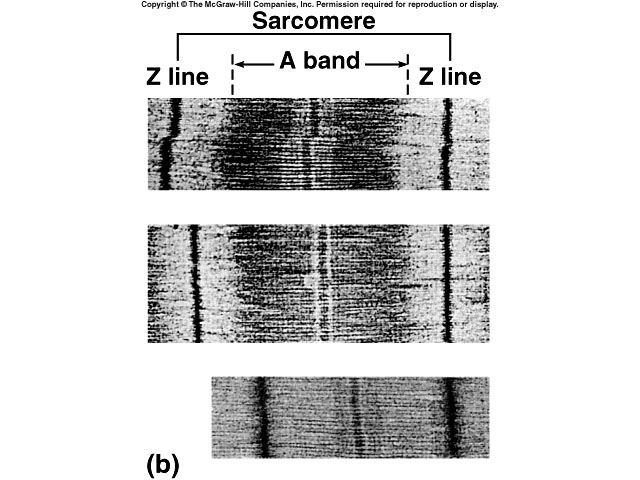 Copyright © The McGraw-Hill Companies, Inc. Permission required for reproduction or display.
Sarcomere
A band
Z line Z line
(b)